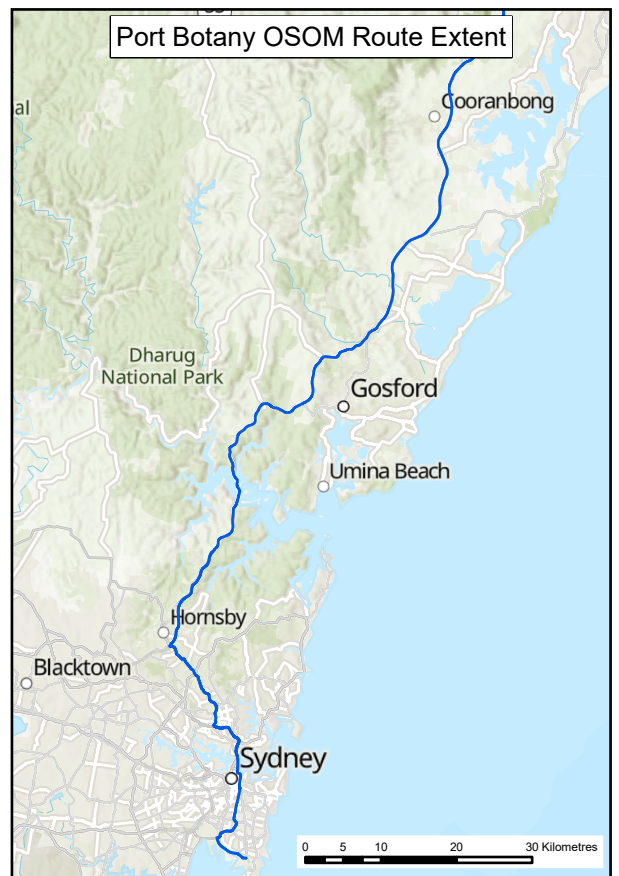 Port Botany OSOM Route Extent
al
Cooranbong
Dharug
National Park
Gosford
Umina Beach
Hornsby
Blacktown
Sydney
0 5 10 20 30 Kilometres